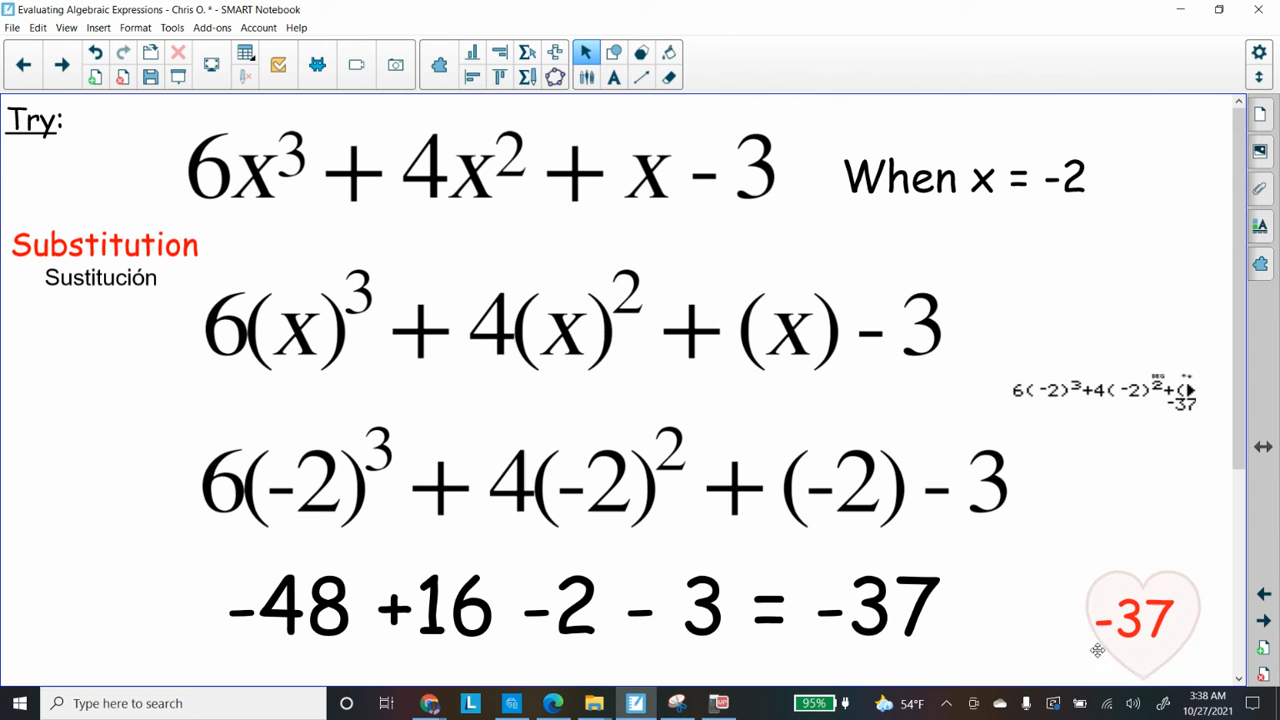 Evaluating Algebraic Expressions - Chris O. * - SMART Notebook
File Edit View Insert Format Tools Add-ons Account Help
Try:
6x³ + 4x² + x - 3 When x = -2
Substitution
Sustitución
6(x)³ + 4(x)² + (x) - 3
DEG
6(-2)³+4(-2)²+(
-37
6(-2)³ + 4(-2)² + (-2) - 3
-48 +16 -2 - 3 = -37
-37
Type here to search
95%
54°F
3:38 AM
10/27/2021